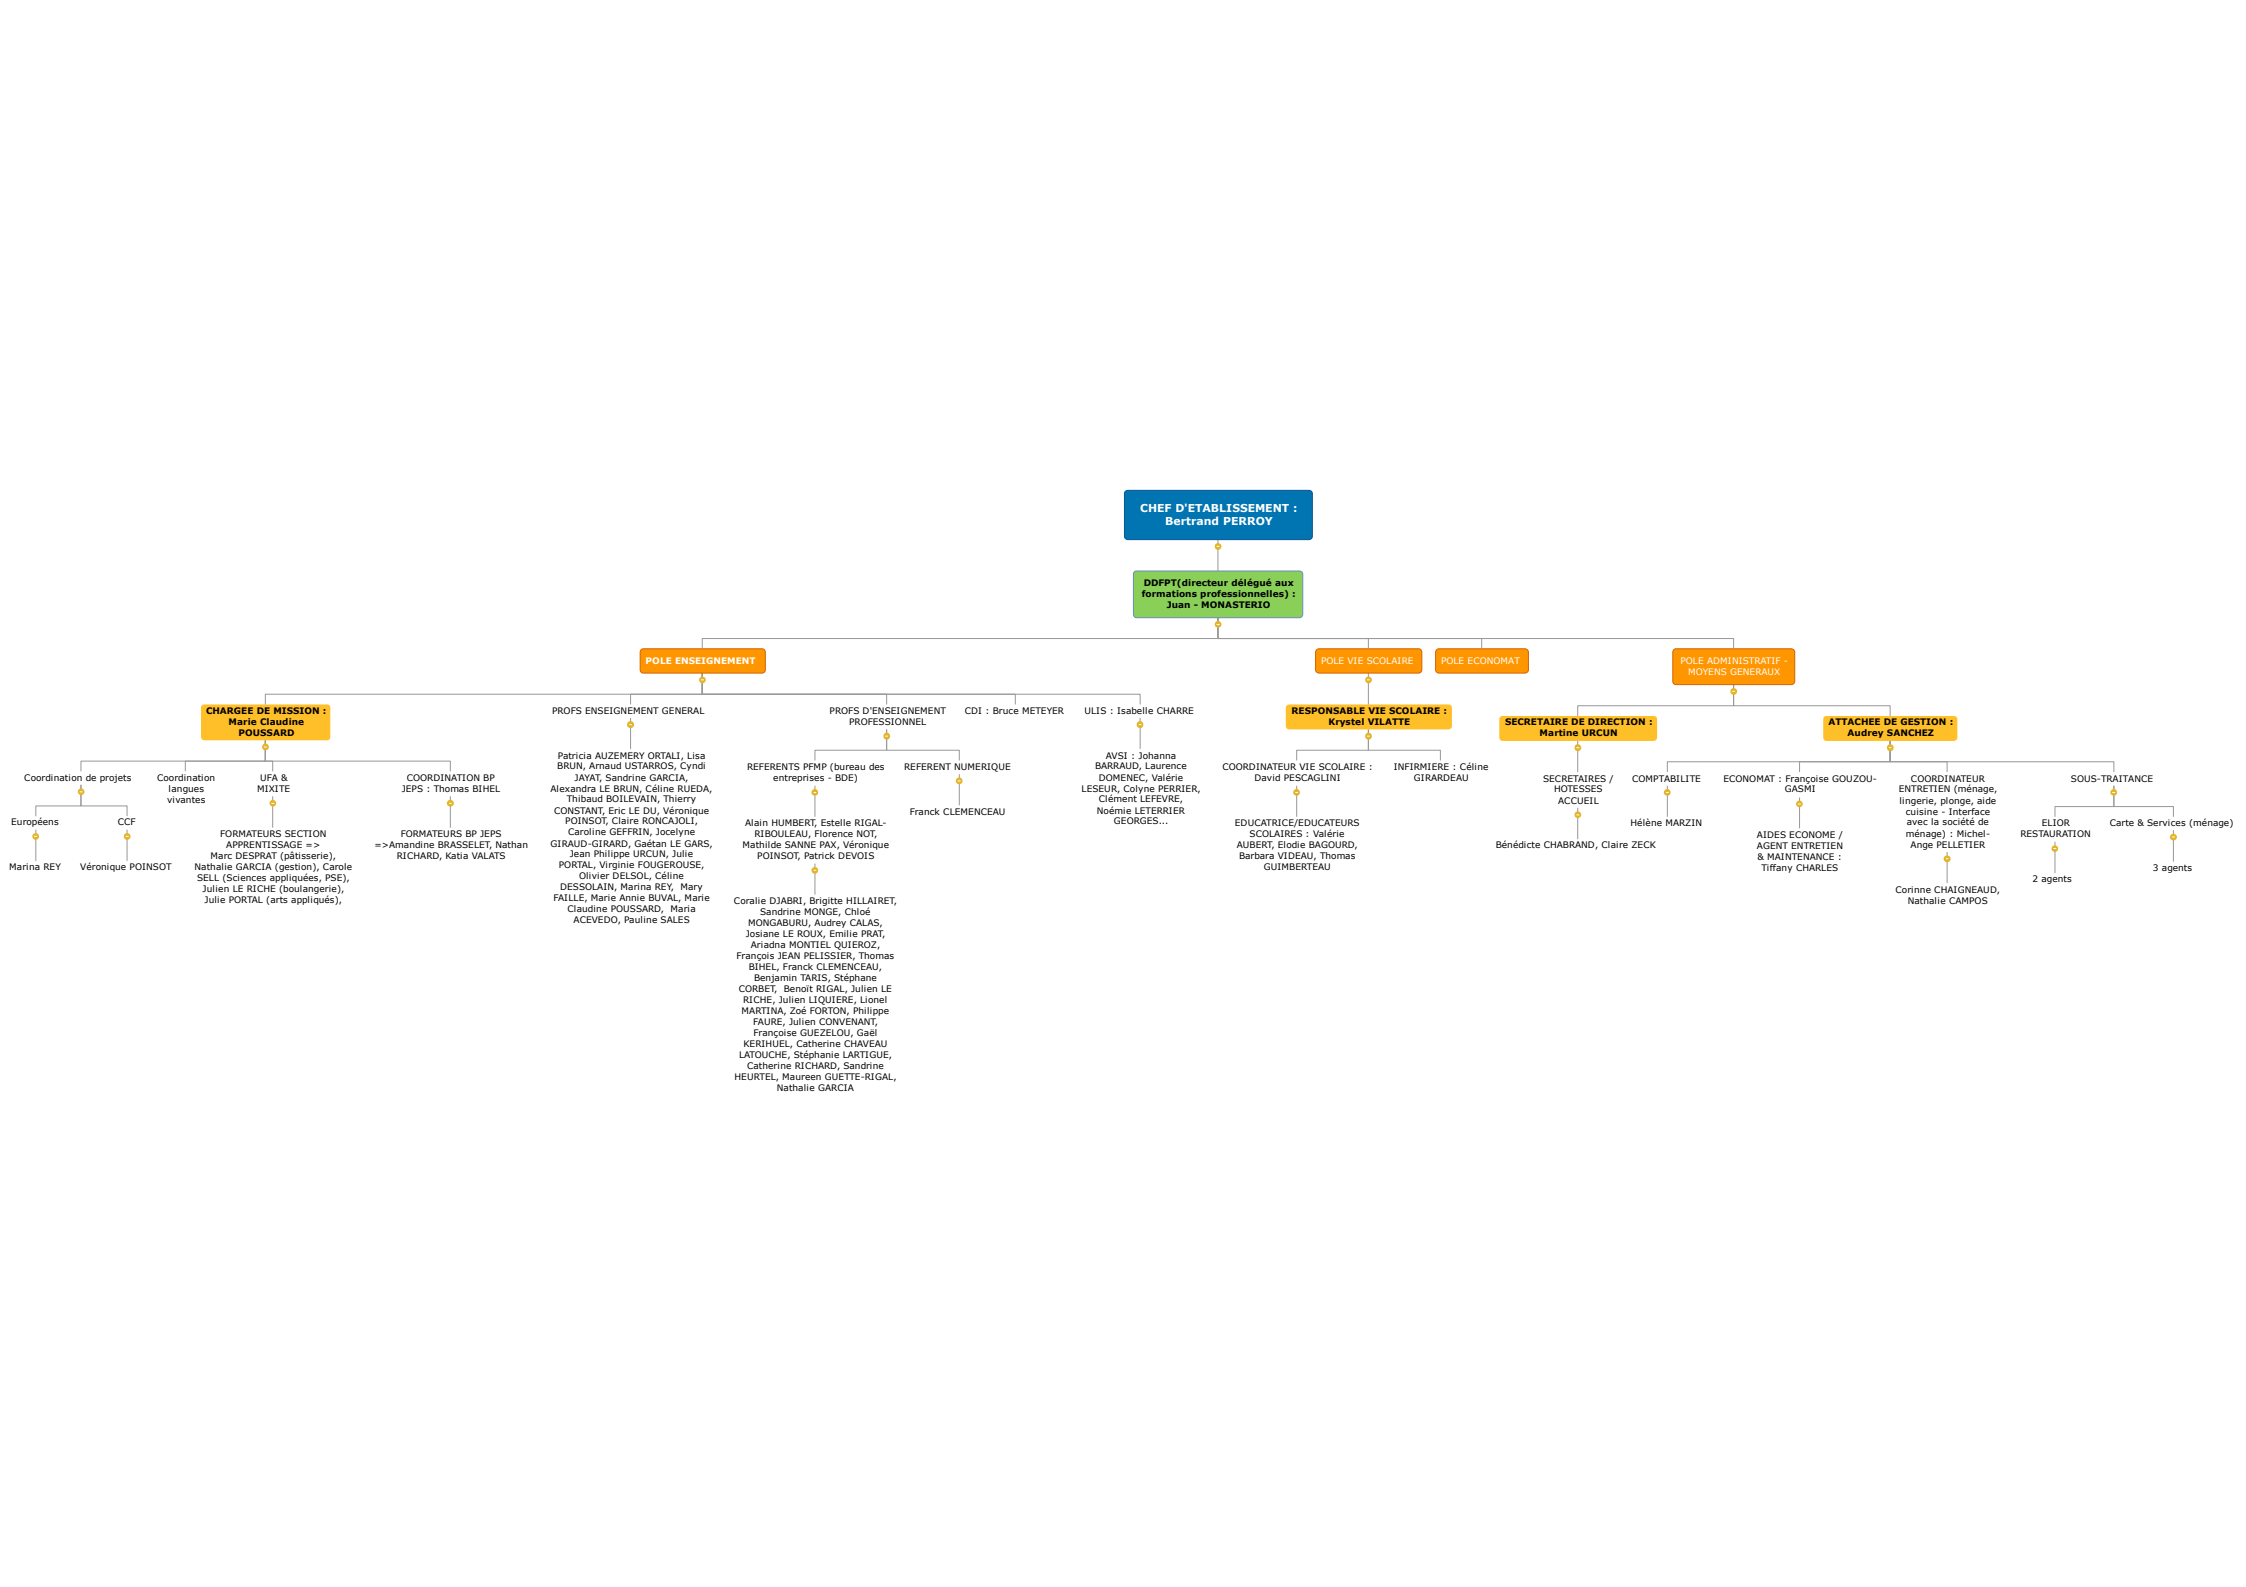 CHEF D'ETABLISSEMENT :
Bertrand PERROY
DDFPT(directeur délégué aux
formations professionnelles) :
Juan - MONASTERIO
POLE ENSEIGNEMENT
POLE VIE SCOLAIRE
POLE ECONOMAT
POLE ADMINISTRATIF -
MOYENS GENERAUX
CHARGEE DE MISSION :
Marie Claudine
POUSSARD
PROFS ENSEIGNEMENT GENERAL
PROFS D'ENSEIGNEMENT
PROFESSIONNEL
CDI : Bruce METEYER
ULIS : Isabelle CHARRE
RESPONSABLE VIE SCOLAIRE :
Krystel VILATTE
SECRETAIRE DE DIRECTION :
Martine URCUN
ATTACHEE DE GESTION :
Audrey SANCHEZ
Coordination de projets
Coordination
langues
vivantes
UFA &
MIXITE
COORDINATION BP
JEPS : Thomas BIHEL
Européens
CCF
Marina REY
Véronique POINSOT
FORMATEURS SECTION
APPRENTISSAGE =>
Marc DESPRAT (pâtisserie),
Nathalie GARCIA (gestion), Carole
SELL (Sciences appliquées, PSE),
Julien LE RICHE (boulangerie),
Julie PORTAL (arts appliqués),
FORMATEURS BP JEPS
=>Amandine BRASSELET, Nathan
RICHARD, Katia VALATS
Patricia AUZEMERY ORTALI, Lisa
BRUN, Arnaud USTARROS, Cyndi
JAYAT, Sandrine GARCIA,
Alexandra LE BRUN, Céline RUEDA,
Thibaud BOILEVAIN, Thierry
CONSTANT, Eric LE DU, Véronique
POINSOT, Claire RONCAJOLI,
Caroline GEFFRIN, Jocelyne
GIRAUD-GIRARD, Gaétan LE GARS,
Jean Philippe URCUN, Julie
PORTAL, Virginie FOUGEROUSE,
Olivier DELSOL, Céline
DESSOLAIN, Marina REY, Mary
FAILLE, Marie Annie BUVAL, Marie
Claudine POUSSARD, Maria
ACEVEDO, Pauline SALES
REFERENTS PFMP (bureau des
entreprises - BDE)
REFERENT NUMERIQUE
Franck CLEMENCEAU
Alain HUMBERT, Estelle RIGAL-
RIBOULEAU, Florence NOT,
Mathilde SANNE PAX, Véronique
POINSOT, Patrick DEVOIS
Coralie DJABRI, Brigitte HILLAIRET,
Sandrine MONGE, Chloé
MONGABURU, Audrey CALAS,
Josiane LE ROUX, Emilie PRAT,
Ariadna MONTIEL QUIEROZ,
François JEAN PELISSIER, Thomas
BIHEL, Franck CLEMENCEAU,
Benjamin TARIS, Stéphane
CORBET, Benoït RIGAL, Julien LE
RICHE, Julien LIQUIERE, Lionel
MARTINA, Zoé FORTON, Philippe
FAURE, Julien CONVENANT,
Françoise GUEZELOU, Gaël
KERIHUEL, Catherine CHAVEAU
LATOUCHE, Stéphanie LARTIGUE,
Catherine RICHARD, Sandrine
HEURTEL, Maureen GUETTE-RIGAL,
Nathalie GARCIA
AVSI : Johanna
BARRAUD, Laurence
DOMENEC, Valérie
LESEUR, Colyne PERRIER,
Clément LEFEVRE,
Noémie LETERRIER
GEORGES...
COORDINATEUR VIE SCOLAIRE :
David PESCAGLINI
INFIRMIERE : Céline
GIRARDEAU
EDUCATRICE/EDUCATEURS
SCOLAIRES : Valérie
AUBERT, Elodie BAGOURD,
Barbara VIDEAU, Thomas
GUIMBERTEAU
SECRETAIRES /
HOTESSES
ACCUEIL
Bénédicte CHABRAND, Claire ZECK
COMPTABILITE
Hélène MARZIN
ECONOMAT : Françoise GOUZOU-
GASMI
AIDES ECONOME /
AGENT ENTRETIEN
& MAINTENANCE :
Tiffany CHARLES
COORDINATEUR
ENTRETIEN (ménage,
lingerie, plonge, aide
cuisine - Interface
avec la société de
ménage) : Michel-
Ange PELLETIER
Corinne CHAIGNEAUD,
Nathalie CAMPOS
SOUS-TRAITANCE
ELIOR
RESTAURATION
2 agents
Carte & Services (ménage)
3 agents